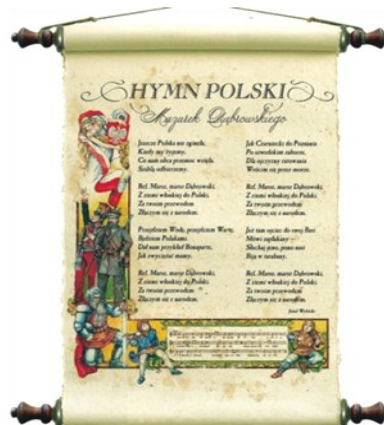 HYMN POLSKI
Mazurek Dąbrowskiego
Jeszcze Polska nie zginęła,
Kiedy my żyjemy,
Co nam obca przemoc wzięła,
Szablą odbierzemy.
Ref. Marsz, marsz Dąbrowski,
Z ziemi włoskiej do Polski,
Za twoim przewodem
Złączym się z narodem.
Przejdziem Wisłę, przejdziem Wartę,
Będziem Polakami,
Dał nam przykład Bonaparte,
Jak zwyciężać mamy.
Ref. Marsz, marsz Dąbrowski,
Z ziemi włoskiej do Polski,
Za twoim przewodem
Złączym się z narodem.
Jak Czarniecki do Poznania
Po szwedzkim zaborze,
Dla ojczyzny ratowania
Wrócim się przez morze.
Ref. Marsz, marsz Dąbrowski,
Z ziemi włoskiej do Polski,
Za twoim przewodem
Złączym się z narodem.
Już tam ojciec do swej Basi
Mówi zapłakany -
Słuchaj jeno, pono nasi
Biją w tarabany.
Ref. Marsz, marsz Dąbrowski,
Z ziemi włoskiej do Polski,
Za twoim przewodem
Złączym się z narodem.
Józef Wybicki